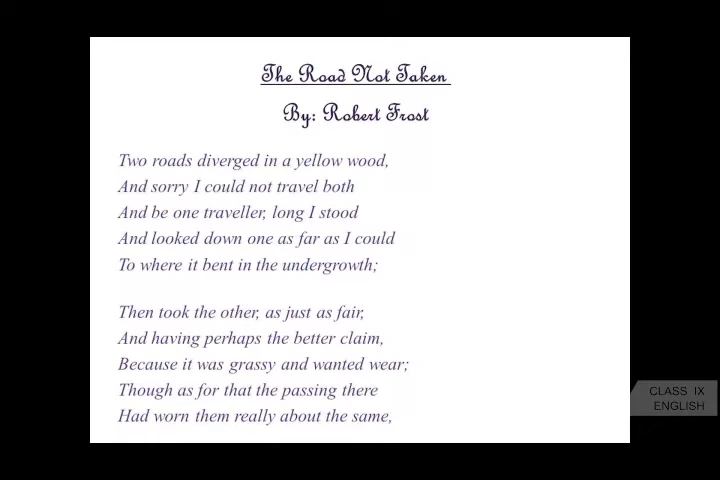 The Road Not Taken
By: Robert Frost
Two roads diverged in a yellow wood,
And sorry I could not travel both
And be one traveller, long I stood
And looked down one as far as I could
To where it bent in the undergrowth;
Then took the other, as just as fair,
And having perhaps the better claim,
Because it was grassy and wanted wear;
Though as for that the passing there
Had worn them really about the same,
CLASS IX
ENGLISH